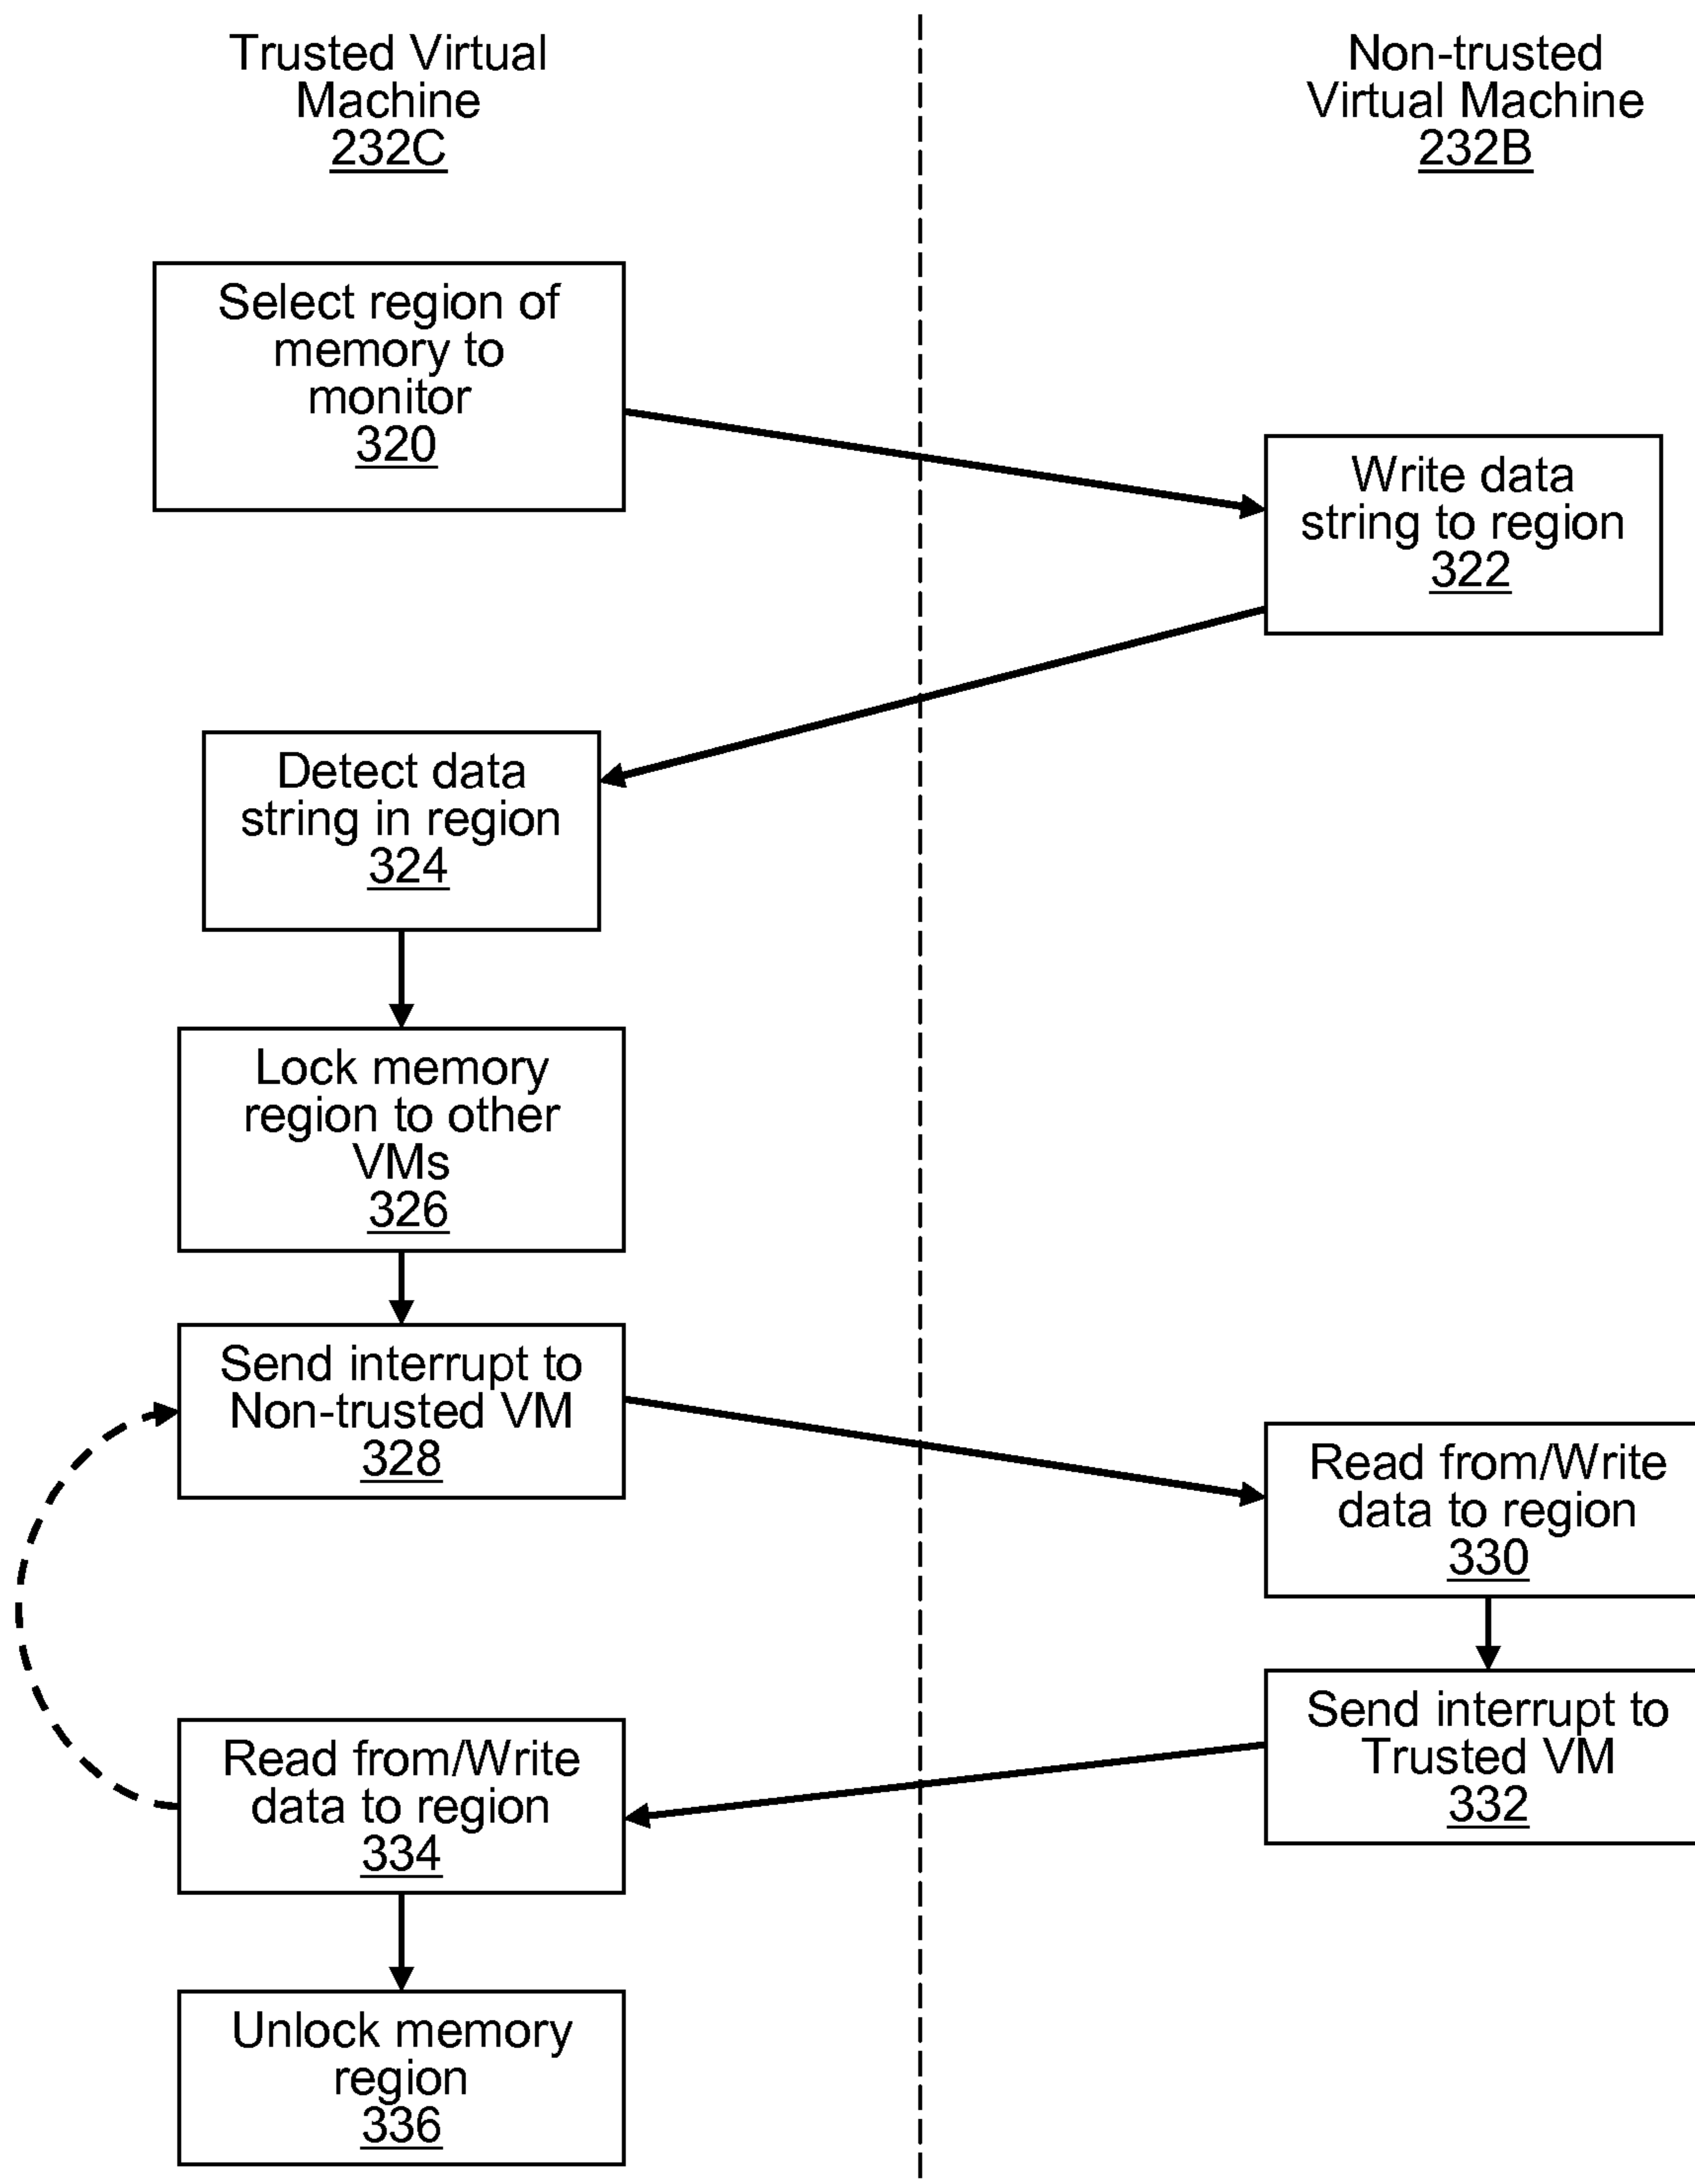 Trusted Virtual
Machine
232C
Non-trusted
Virtual Machine
232B
Select region of
memory to
monitor
320
Write data
string to region
322
Detect data
string in region
324
Lock memory
region to other
VMs
326
Send interrupt to
Non-trusted VM
328
Read from/Write
data to region
330
Send interrupt to
Trusted VM
332
Read from/Write
data to region
334
Unlock memory
region
336